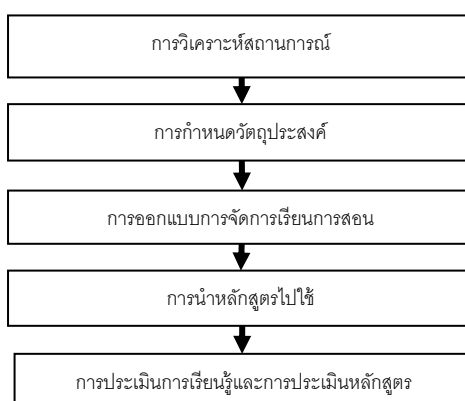 การวิเคราะห์สถานการณ์
การกำหนดวัตถุประสงค์
การออกแบบการจัดการเรียนการสอน
การนำหลักสูตรไปใช้
การประเมินการเรียนรู้และการประเมินหลักสูตร